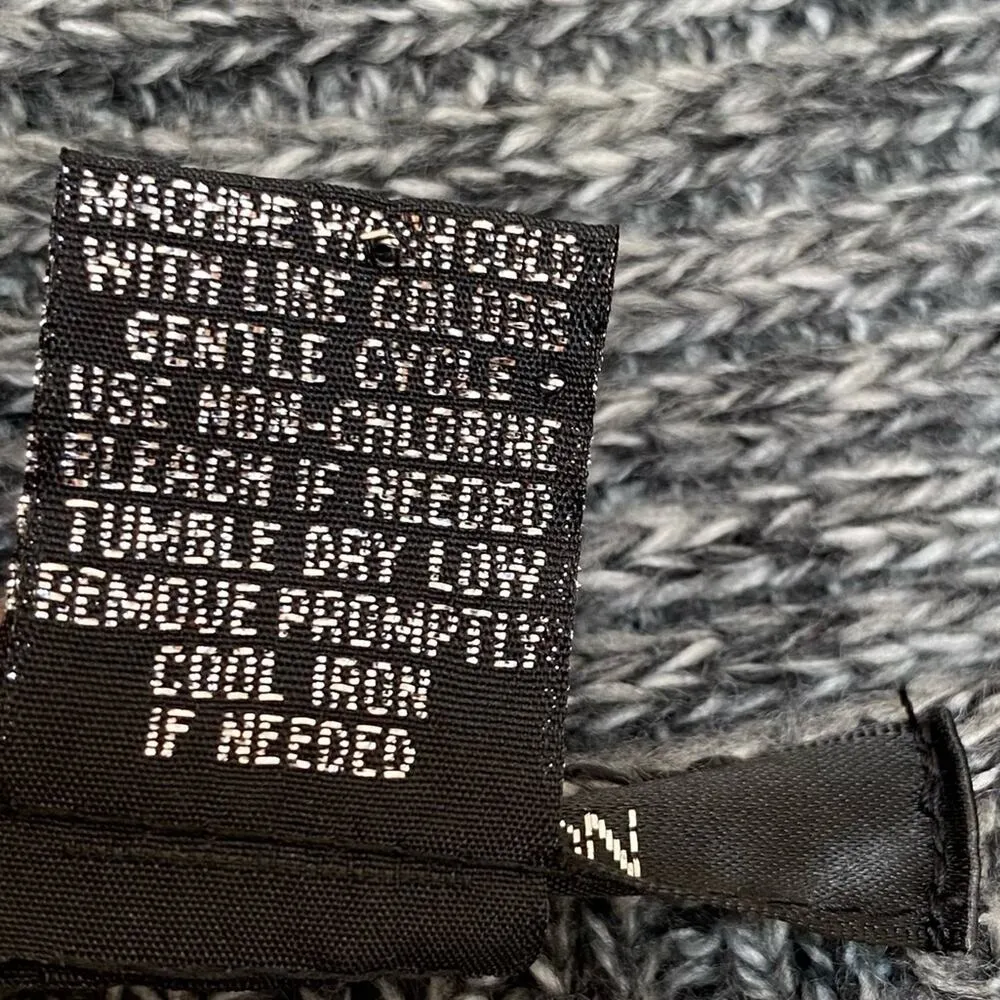 MACHINE WASH COLD
WITH LIKE COLORS
GENTLE CYCLE.
USE NON-CHLORINE
BLEACH IF NEEDED
TUMBLE DRY LOW.
REMOVE PROMPTLY.
COOL IRON
IF NEEDED